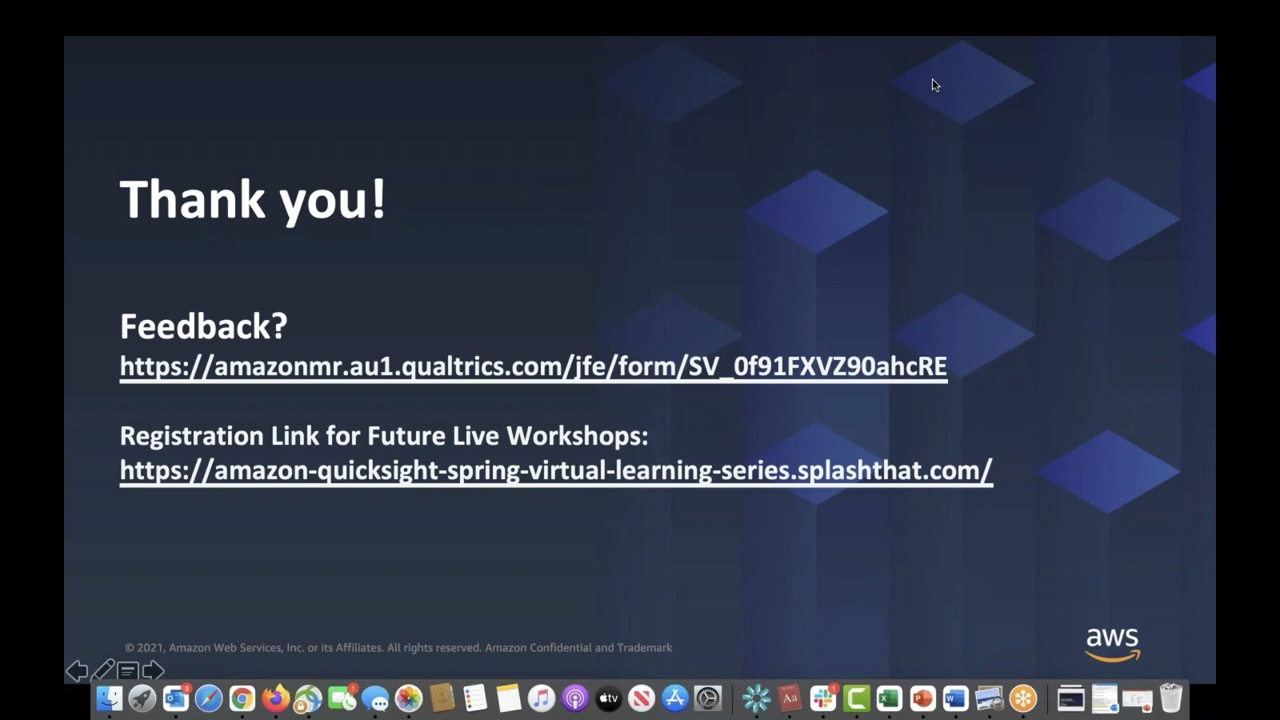 Thank you!
Feedback?
https://amazonmr.au1.qualtrics.com/jfe/form/SV_0f91FXVZ90ahcRE
Registration Link for Future Live Workshops:
https://amazon-quicksight-spring-virtual-learning-series.splashthat.com/
© 2021, Amazon Web Services, Inc. or its Affiliates. All rights reserved. Amazon Confidential and Trademark
aws
tv
Aa